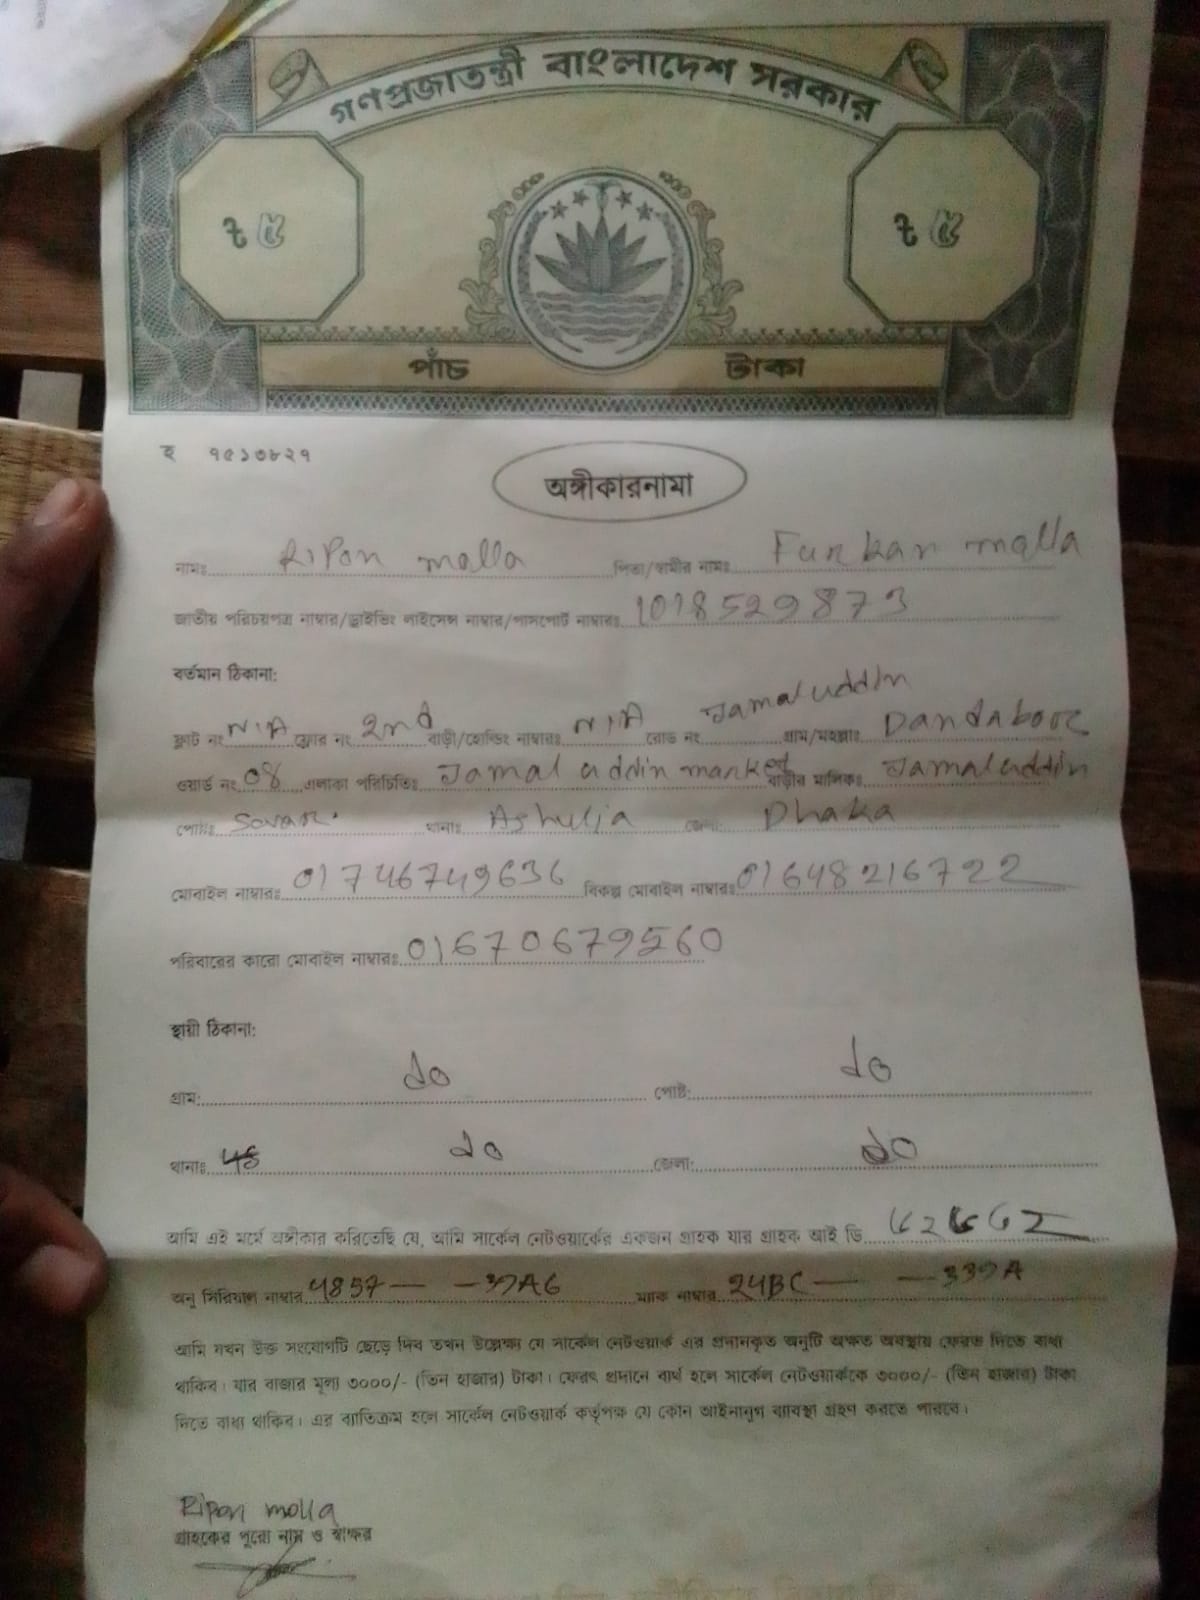 গণপ্রজাতন্ত্রী বাংলাদেশ সরকার
৳ ৫ ৳ ৫
পাঁচ টাকা
হ ৭৫১৩৮২৭
অঙ্গীকারনামা
নামঃ Ripon molla পিতা/স্বামীর নামঃ Furkan molla
জাতীয় পরিচয়পত্র নাম্বার/ড্রাইভিং লাইসেন্স নাম্বার/পাসপোর্ট নাম্বারঃ 1018529873
বর্তমান ঠিকানা:
ফ্লাট নং N/A ফ্লোর নং 2nd বাড়ী/হোল্ডিং নাম্বারঃ N/A রোড নং Jamaluddin গ্রাম/মহল্লাঃ
ওয়ার্ড নং 08 এলাকা পরিচিতিঃ Jamal uddin market বাড়ীর মালিকঃ Jamaluddin
পোষ্টঃ Savar থানাঃ Ashulia জেলা Dhaka
মোবাইল নাম্বারঃ 01746749636 বিকল্প মোবাইল নাম্বারঃ 01648216722
পরিবারের কারো মোবাইল নাম্বারঃ 01670679560
স্থায়ী ঠিকানা:
গ্রাম: do পোষ্ট: do
থানাঃ do জেলা: do
আমি এই মর্মে অঙ্গীকার করিতেছি যে, আমি সার্কেল নেটওয়ার্কের একজন গ্রাহক যার গ্রাহক আই ডি
অনু সিরিয়াল নাম্বার 4857— —39A6 ম্যাক নাম্বার 24BC— —339A
আমি যখন উক্ত সংযোগটি ছেড়ে দিব তখন উল্লেক্ষ্য যে সার্কেল নেটওয়ার্ক এর প্রদানকৃত অনুটি অক্ষত অবস্থায় ফেরত দিতে বাধ্য
থাকিব। যার বাজার মূল্য ৩০০০/- (তিন হাজার) টাকা। ফেরৎ প্রদানে ব্যর্থ হলে সার্কেল নেটওয়ার্ককে ৩০০০/- (তিন হাজার) টাকা
দিতে বাধ্য থাকিব। এর ব্যাতিক্রম হলে সার্কেল নেটওয়ার্ক কর্তৃপক্ষ যে কোন আইনানুগ ব্যাবস্থা গ্রহণ করতে পারবে।
Ripon molla
গ্রাহকের পুরো নাম ও স্বাক্ষর